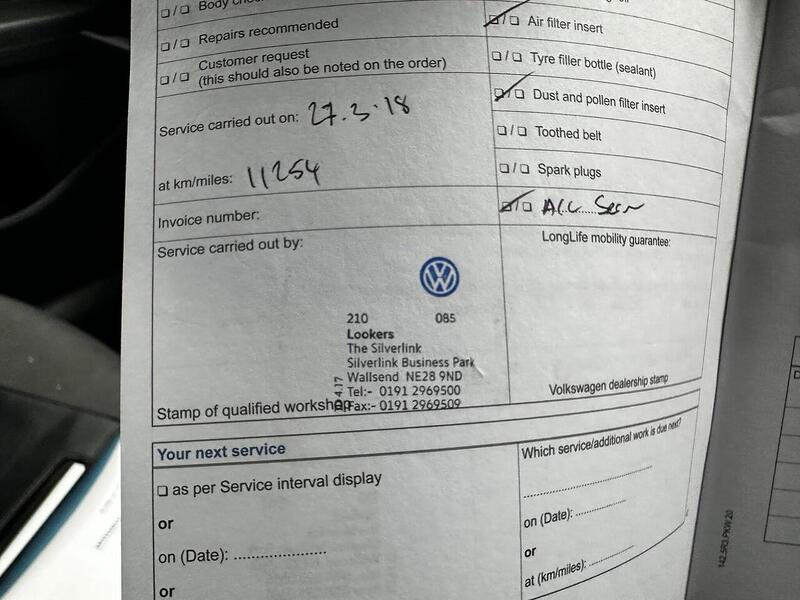 ❏ / ❏ Body
❏ / ❏ Repairs recommended
❏ / ❏ Customer request
(this should also be noted on the order)
Service carried out on: 27.3.18
at km/miles: 11254
Invoice number:
❏ / ❏ Air filter insert
❏ / ❏ Tyre filler bottle (sealant)
❏ / ❏ Dust and pollen filter insert
❏ / ❏ Toothed belt
❏ / ❏ Spark plugs
❏ / ❏ A/C
Service carried out by:
210 085
Lookers
The Silverlink
Silverlink Business Park
Wallsend NE28 9ND
Tel:- 0191 2969500
Fax:- 0191 2969509
Stamp of qualified workshop
LongLife mobility guarantee:
Volkswagen dealership stamp
Your next service
❏ as per Service interval display
or
on (Date): ........................
or
Which service/additional work is due next?
..................................
on (Date): ..............
or
at (km/miles): ............
142.5R3.PKW.20